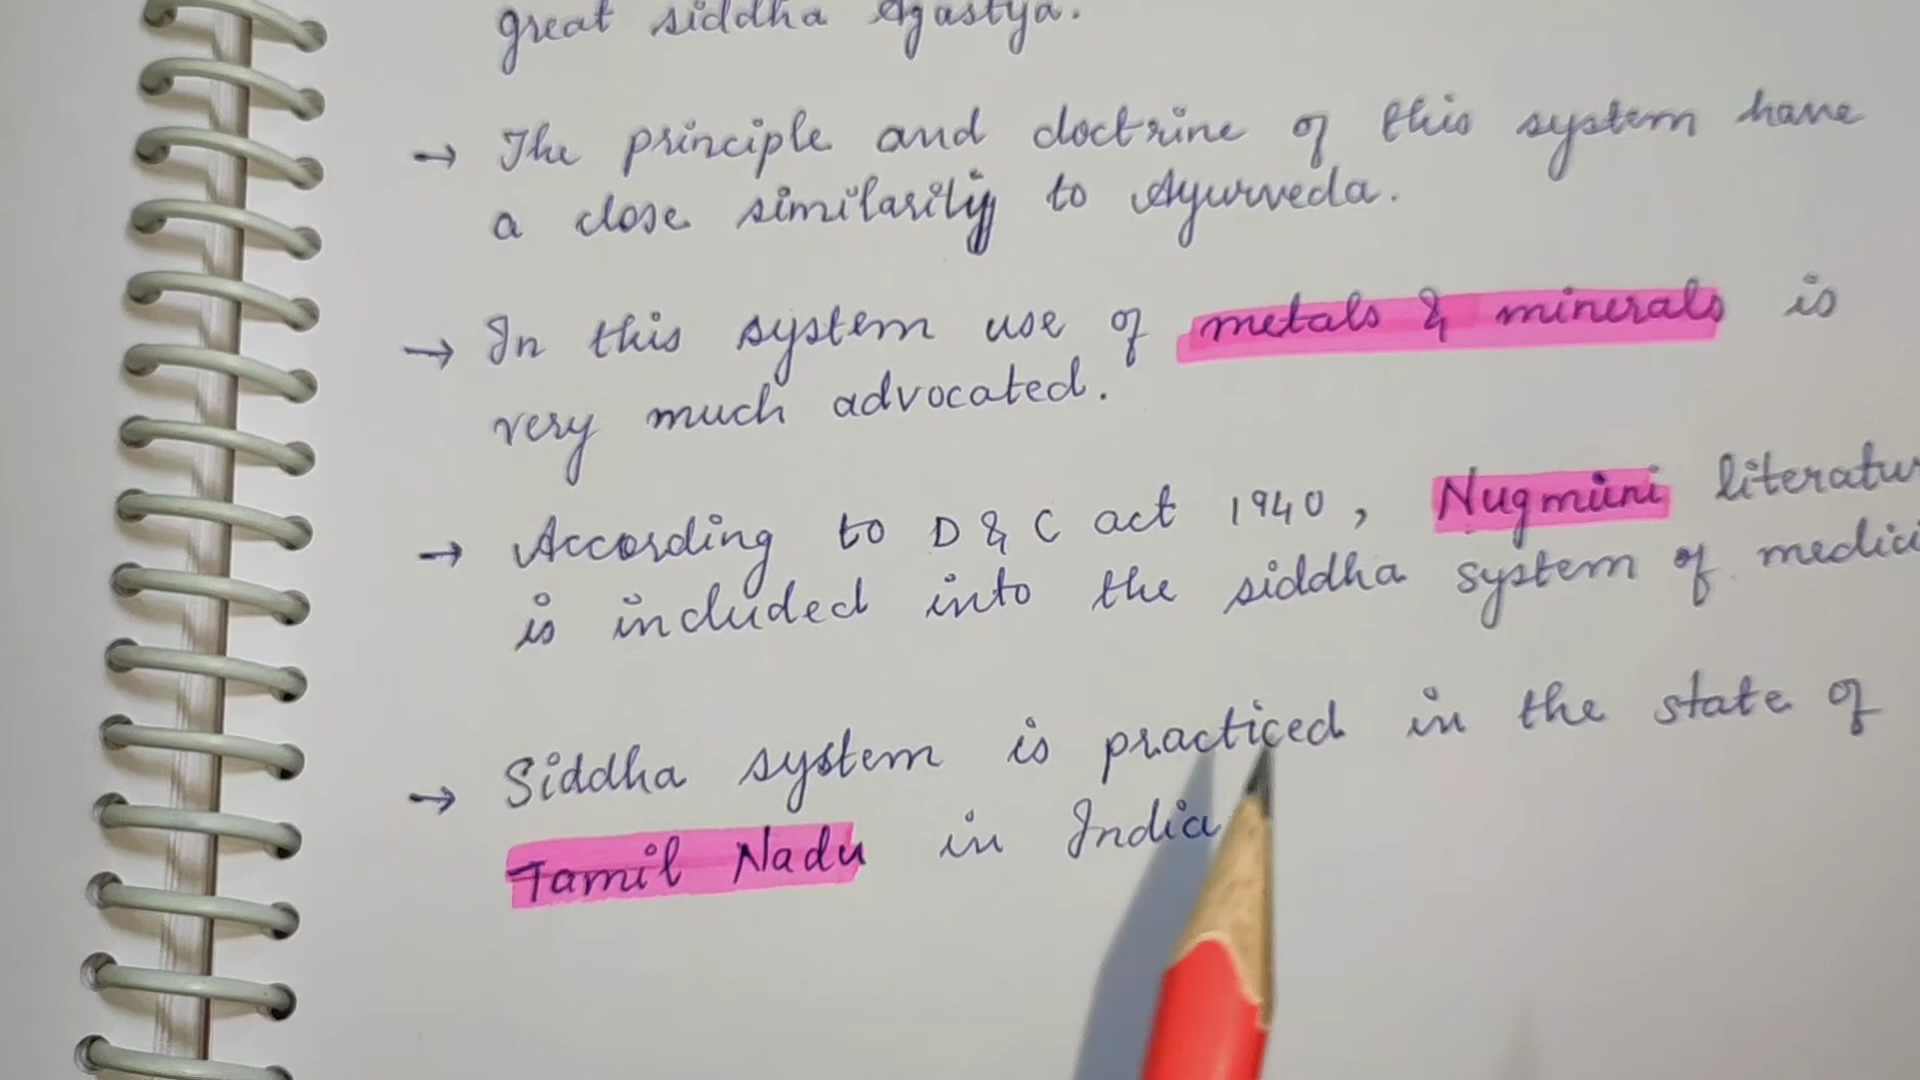 great siddha Agastya.
→ The principle and doctrine of this system have
a close similarity to Ayurveda.
→ In this system use of metals & minerals is
very much advocated.
→ According to D & C act 1940, Nugmuni literatur
is included into the siddha system of medici
→ Siddha system is practiced in the state of
Tamil Nadu in India